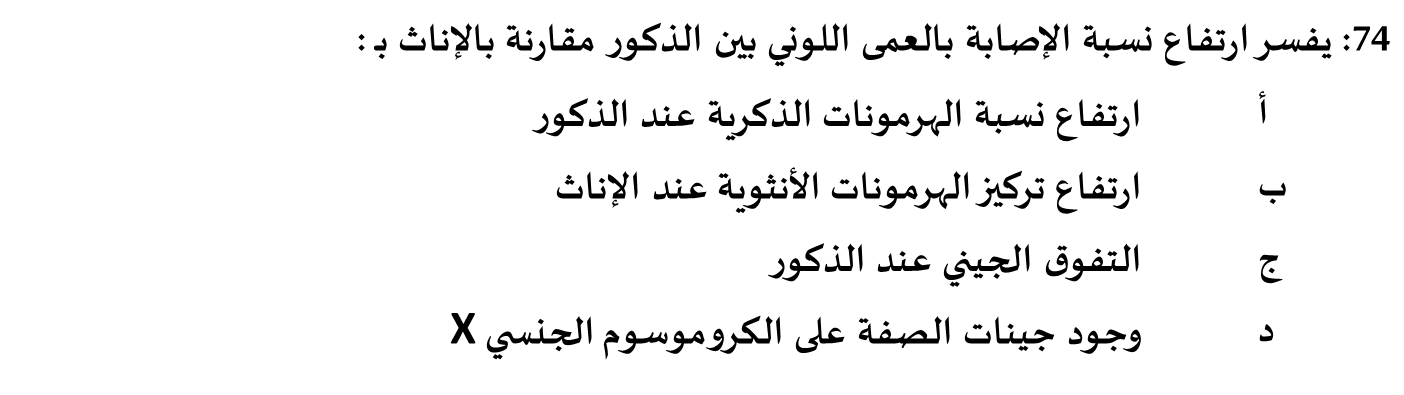 74: يفسر ارتفاع نسبة الإصابة بالعمى اللوني بين الذكور مقارنة بالإناث بـ :
أ ارتفاع نسبة الهرمونات الذكرية عند الذكور
ب ارتفاع تركيز الهرمونات الأنثوية عند الإناث
ج التفوق الجيني عند الذكور
د وجود جينات الصفة على الكروموسوم الجنسي X